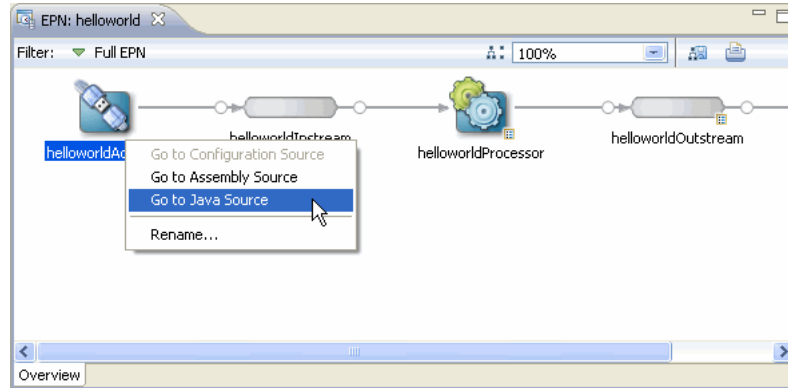 EPN: helloworld
Filter: Full EPN 100%
helloworldAd
helloworldInstream
helloworldProcessor
helloworldOutstream
Go to Configuration Source
Go to Assembly Source
Go to Java Source
Rename...
Overview